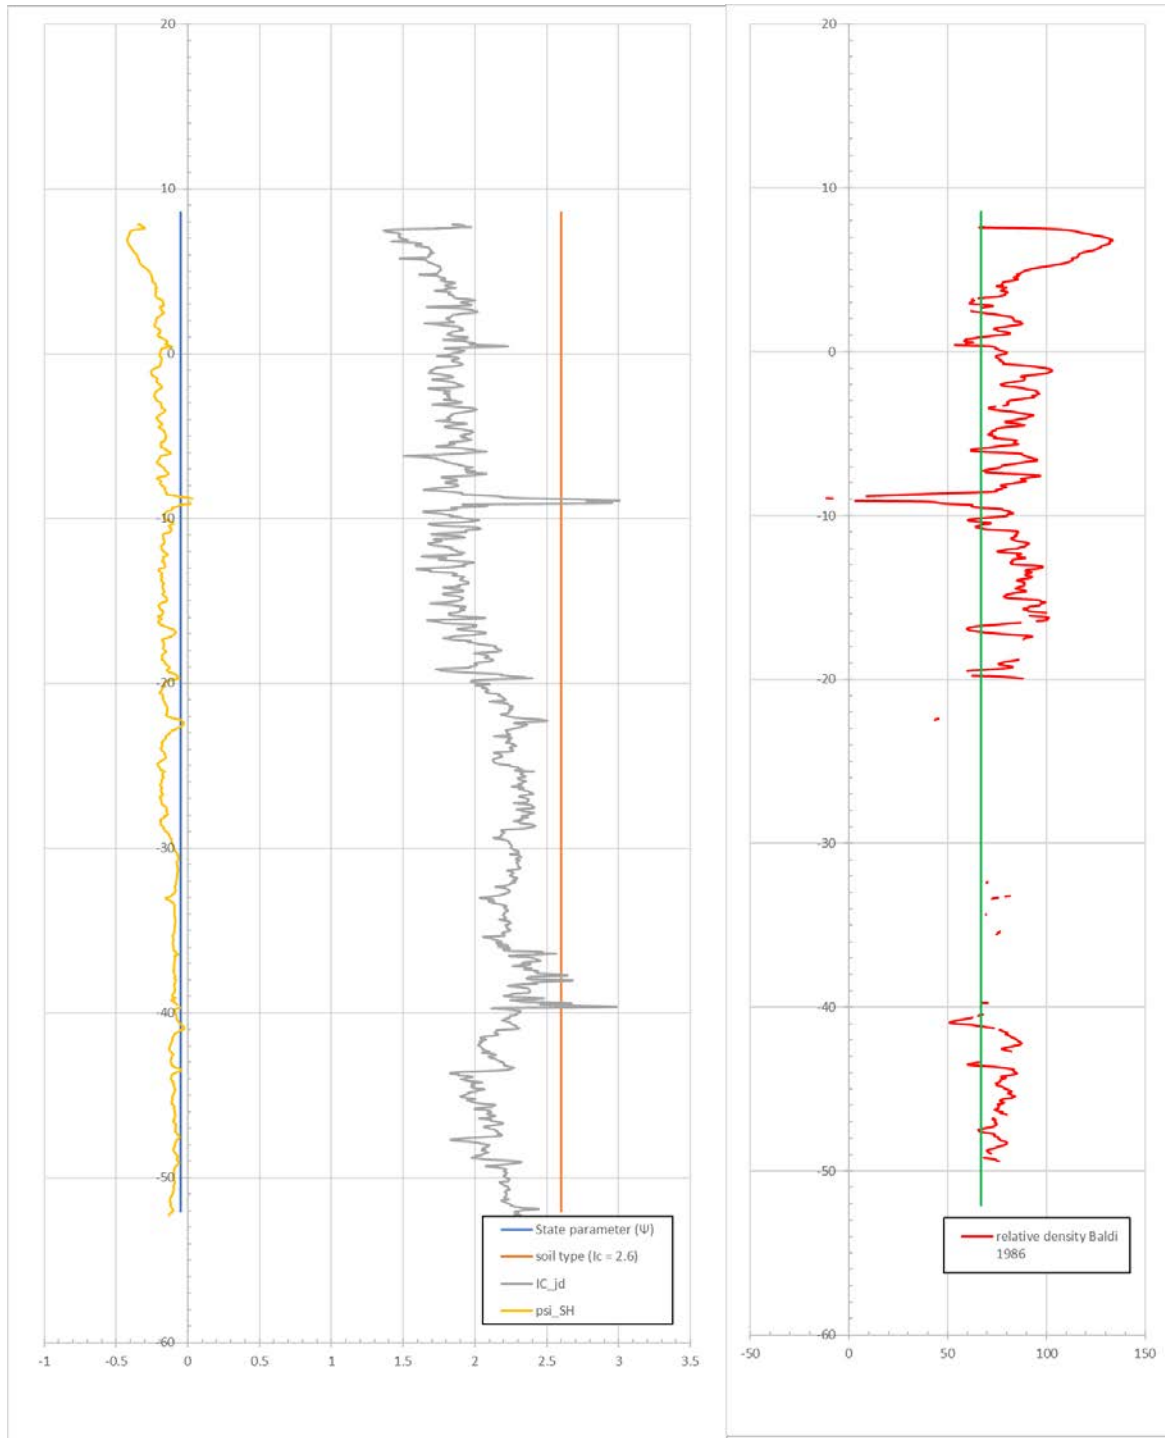 20
10
0
-10
-20
-30
-40
-50
-60
-1 -0.5 0 0.5 1 1.5 2 2.5 3 3.5
State parameter (Ψ)
soil type (Ic = 2.6)
IC_jd
psi_SH
20
10
0
-10
-20
-30
-40
-50
-60
-50 0 50 100 150
relative density Baldi
1986